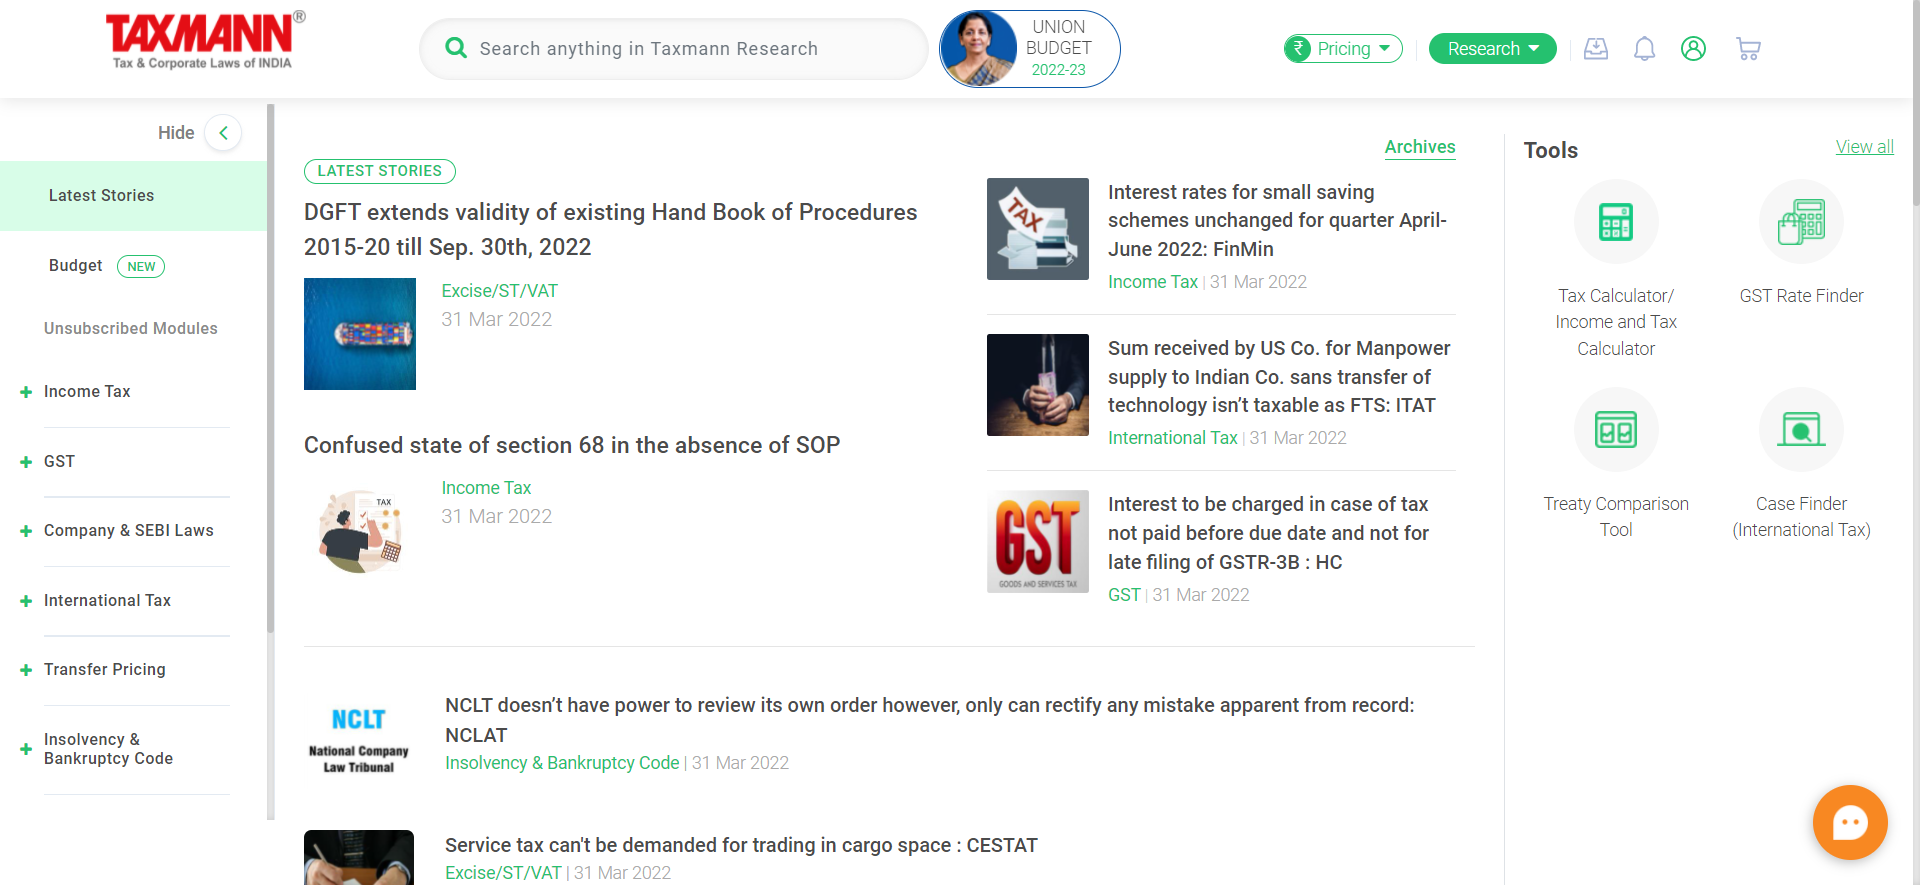 TAXMANN®
Tax & Corporate Laws of INDIA
Search anything in Taxmann Research
UNION
BUDGET
2022-23
₹ Pricing
Research
Hide
Latest Stories
Budget NEW
Unsubscribed Modules
Income Tax
GST
Company & SEBI Laws
International Tax
Transfer Pricing
Insolvency &
Bankruptcy Code
Archives
LATEST STORIES
DGFT extends validity of existing Hand Book of Procedures
2015-20 till Sep. 30th, 2022
Excise/ST/VAT
31 Mar 2022
Confused state of section 68 in the absence of SOP
TAX
Income Tax
31 Mar 2022
TAX
Interest rates for small saving
schemes unchanged for quarter April-
June 2022: FinMin
Income Tax | 31 Mar 2022
Sum received by US Co. for Manpower
supply to Indian Co. sans transfer of
technology isn’t taxable as FTS: ITAT
International Tax | 31 Mar 2022
GST
GOODS AND SERVICES TAX
Interest to be charged in case of tax
not paid before due date and not for
late filing of GSTR-3B : HC
GST | 31 Mar 2022
NCLT
National Company
Law Tribunal
NCLT doesn’t have power to review its own order however, only can rectify any mistake apparent from record:
NCLAT
Insolvency & Bankruptcy Code | 31 Mar 2022
Service tax can't be demanded for trading in cargo space : CESTAT
Excise/ST/VAT | 31 Mar 2022
Tools
View all
Tax Calculator/
Income and Tax
Calculator
GST Rate Finder
Treaty Comparison
Tool
Case Finder
(International Tax)